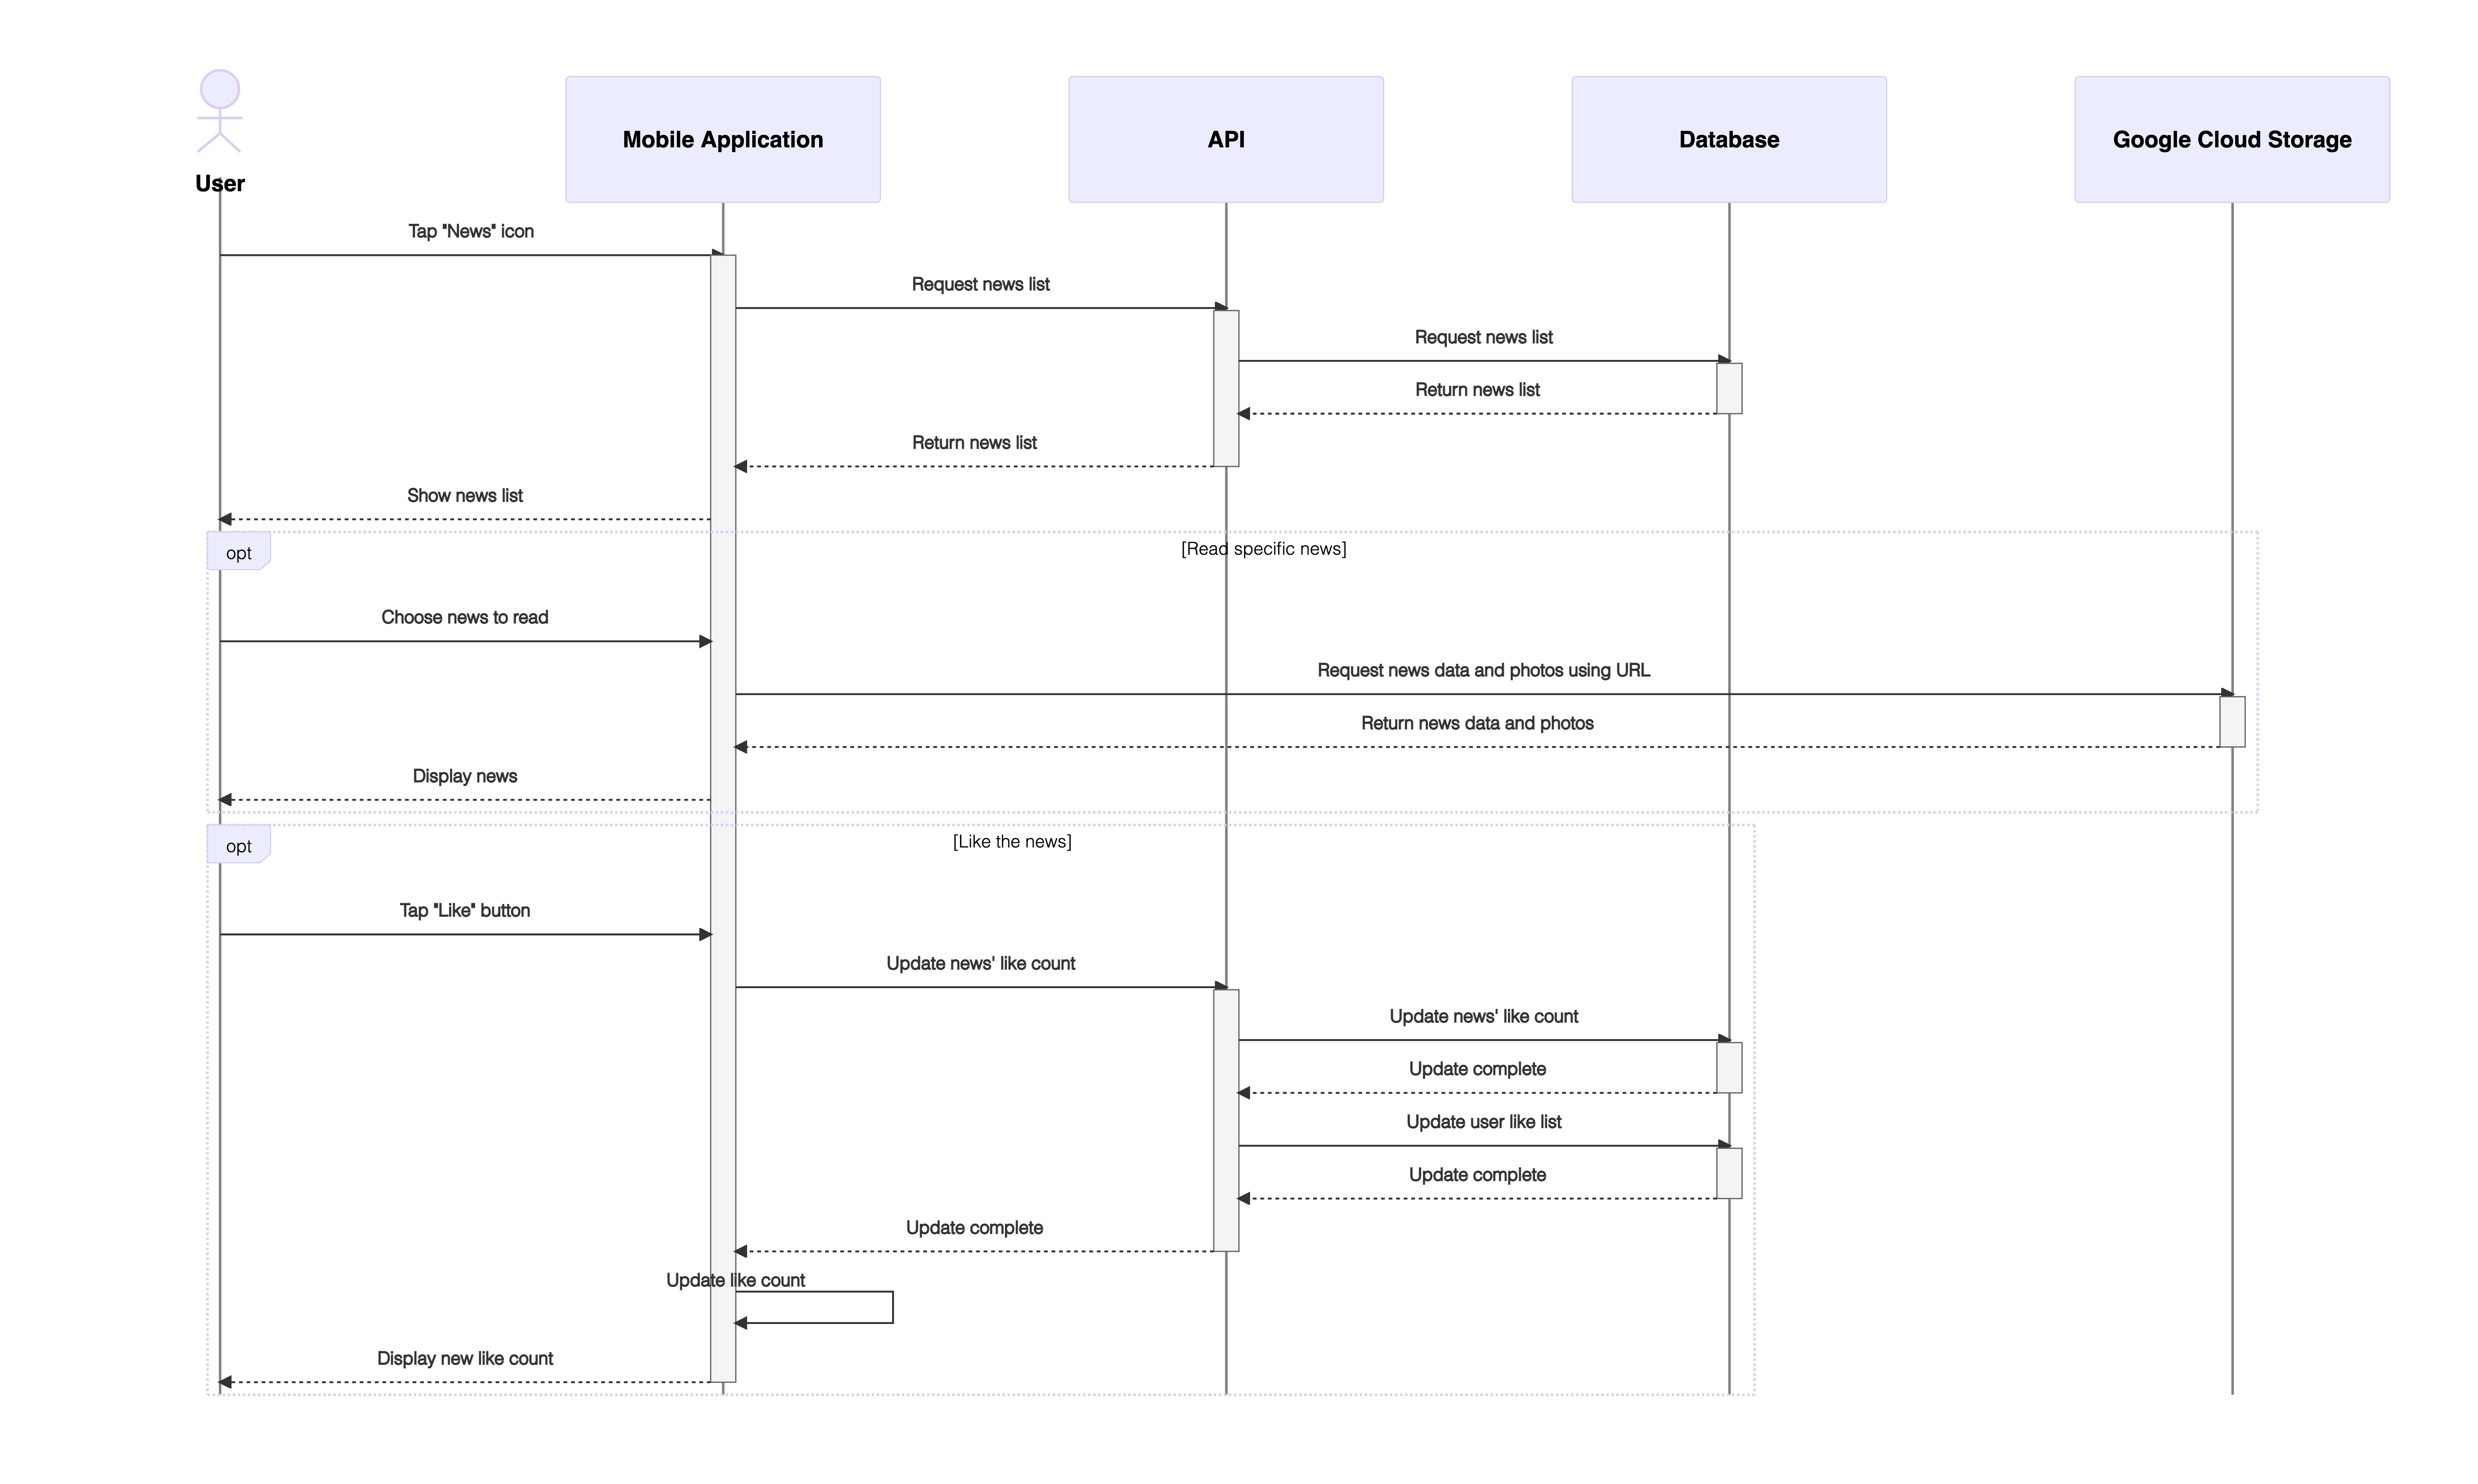 User
Mobile Application
API
Database
Google Cloud Storage
Tap "News" icon
Request news list
Request news list
Return news list
Return news list
Show news list
opt
[Read specific news]
Choose news to read
Request news data and photos using URL
Return news data and photos
Display news
opt
[Like the news]
Tap "Like" button
Update news' like count
Update news' like count
Update complete
Update user like list
Update complete
Update complete
Update like count
Display new like count